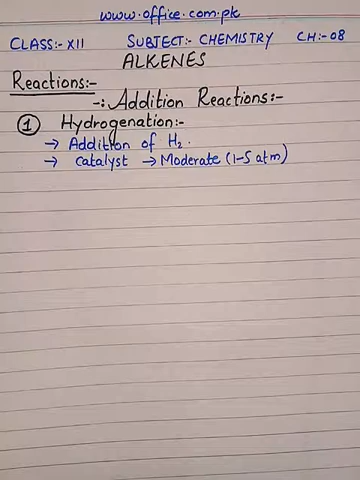 www.office.com.pk
CLASS:- XII SUBJECT:- CHEMISTRY CH:-08
ALKENES
Reactions:-
-: Addition Reactions:-
① Hydrogenation:-
→ Addition of H₂.
→ Catalyst → Moderate (1-5 atm)